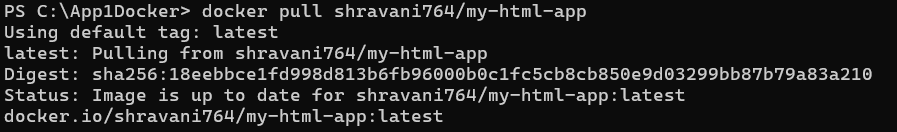 PS C:\App1Docker> docker pull shravani764/my-html-app
Using default tag: latest
latest: Pulling from shravani764/my-html-app
Digest: sha256:18eebbce1fd998d813b6fb96000b0c1fc5cb8cb850e9d03299bb87b79a83a210
Status: Image is up to date for shravani764/my-html-app:latest
docker.io/shravani764/my-html-app:latest